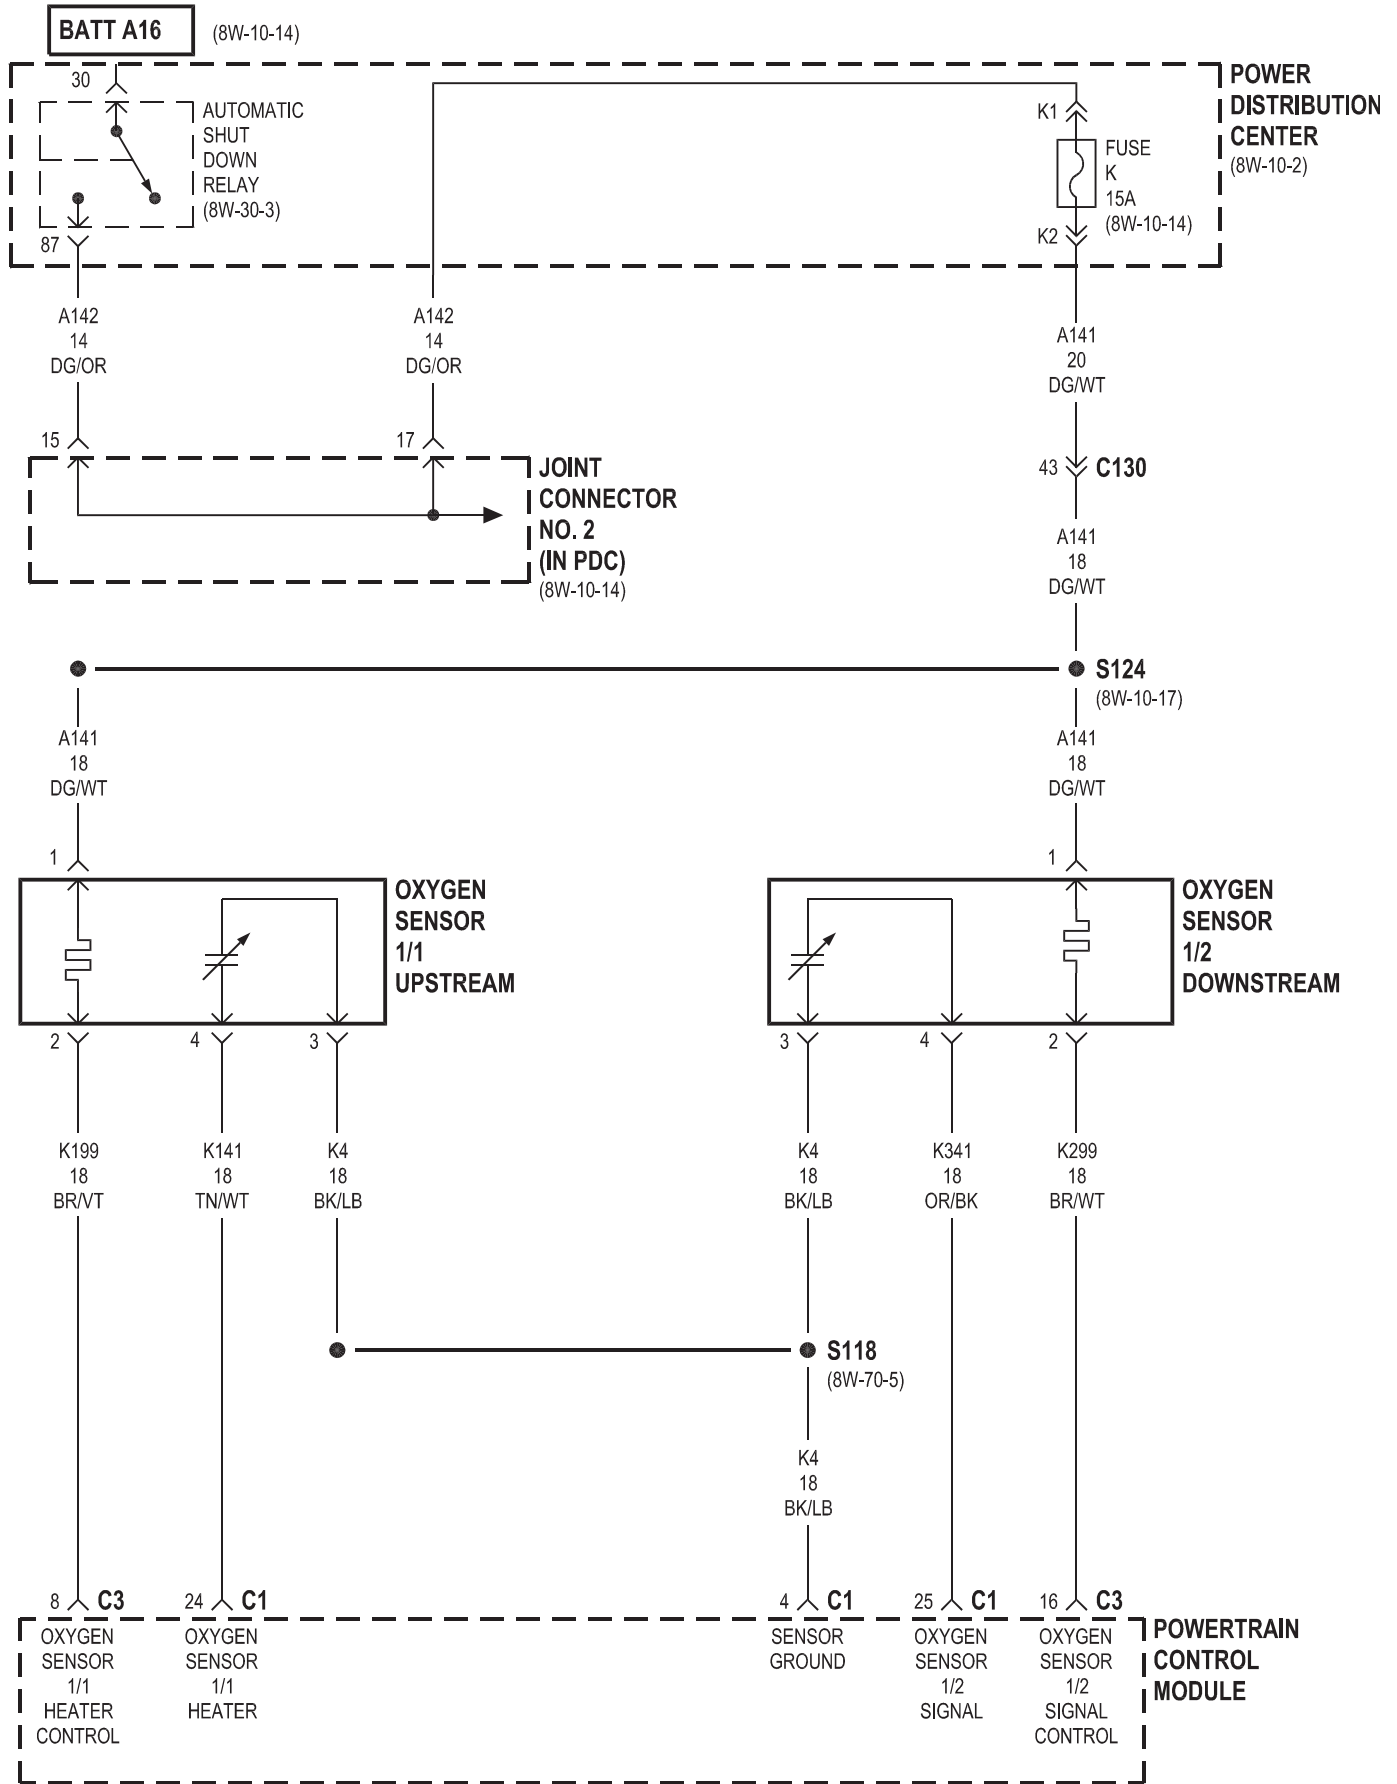 BATT A16
(8W-10-14)
30
AUTOMATIC
SHUT
DOWN
RELAY
(8W-30-3)
87
K1
FUSE
K
15A
(8W-10-14)
K2
POWER
DISTRIBUTION
CENTER
(8W-10-2)
A142
14
DG/OR
A142
14
DG/OR
A141
20
DG/WT
15
17
JOINT
CONNECTOR
NO. 2
(IN PDC)
(8W-10-14)
43
C130
A141
18
DG/WT
S124
(8W-10-17)
A141
18
DG/WT
A141
18
DG/WT
1
OXYGEN
SENSOR
1/1
UPSTREAM
1
OXYGEN
SENSOR
1/2
DOWNSTREAM
2
4
3
3
4
2
K199
18
BR/VT
K141
18
TN/WT
K4
18
BK/LB
K4
18
BK/LB
K341
18
OR/BK
K299
18
BR/WT
S118
(8W-70-5)
K4
18
BK/LB
8
C3
24
C1
4
C1
25
C1
16
C3
OXYGEN
SENSOR
1/1
HEATER
CONTROL
OXYGEN
SENSOR
1/1
HEATER
SENSOR
GROUND
OXYGEN
SENSOR
1/2
SIGNAL
OXYGEN
SENSOR
1/2
SIGNAL
CONTROL
POWERTRAIN
CONTROL
MODULE